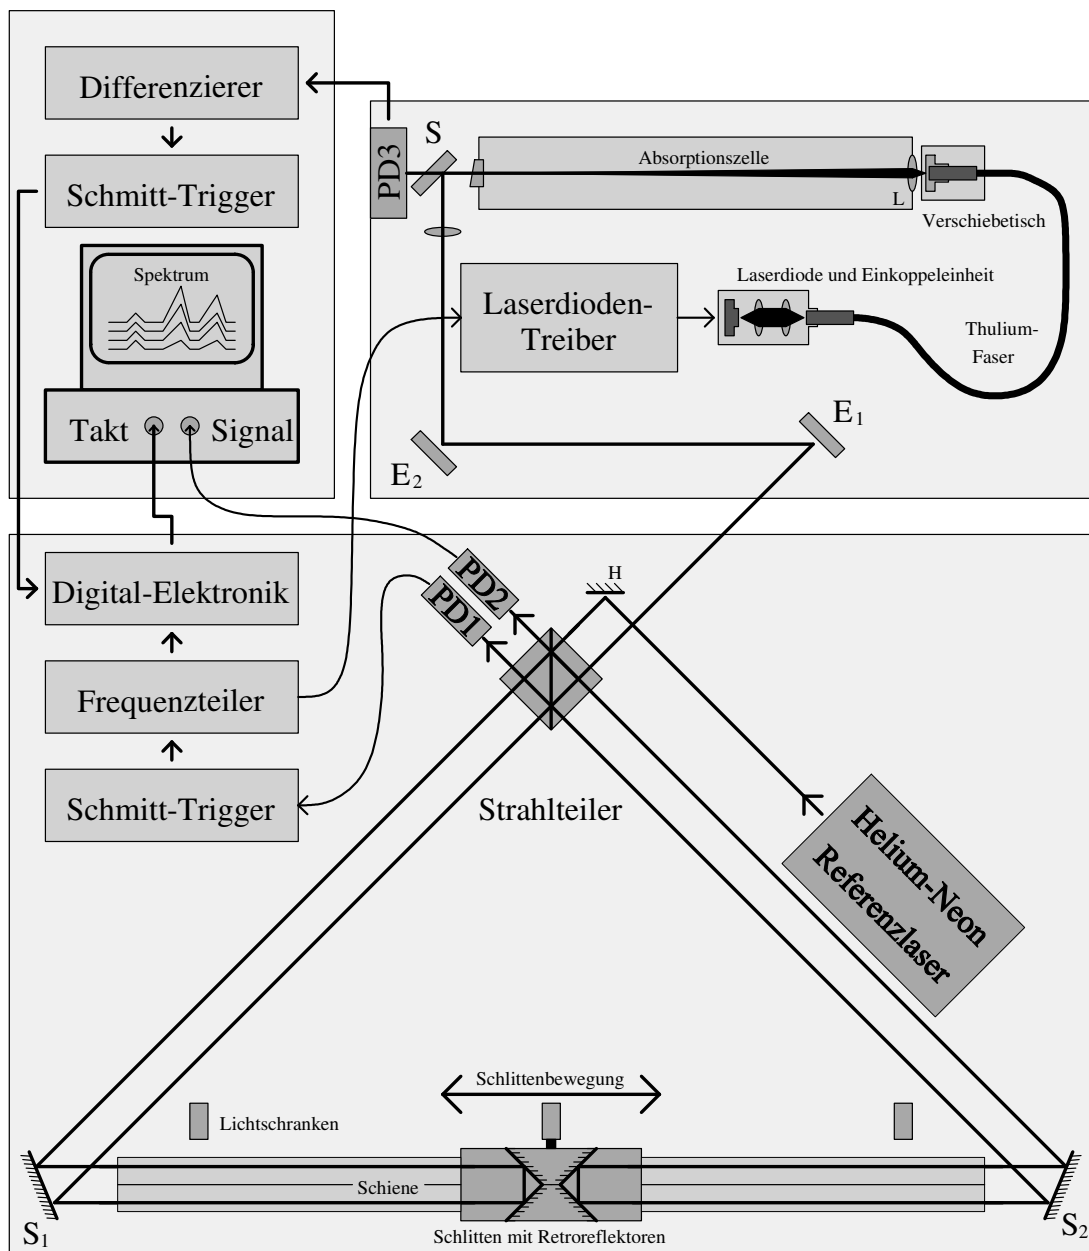 Differenzierer
Schmitt-Trigger
Spektrum
Takt
Signal
PD3
S
Absorptionszelle
L
Verschiebetisch
Laserdiode und Einkoppeleinheit
Laserdioden-
Treiber
Thulium-
Faser
E1
E2
Digital-Elektronik
Frequenzteiler
Schmitt-Trigger
PD2
PD1
H
Strahlteiler
Helium-Neon
Referenzlaser
Schlittenbewegung
Lichtschranken
Schiene
S1
S2
Schlitten mit Retroreflektoren